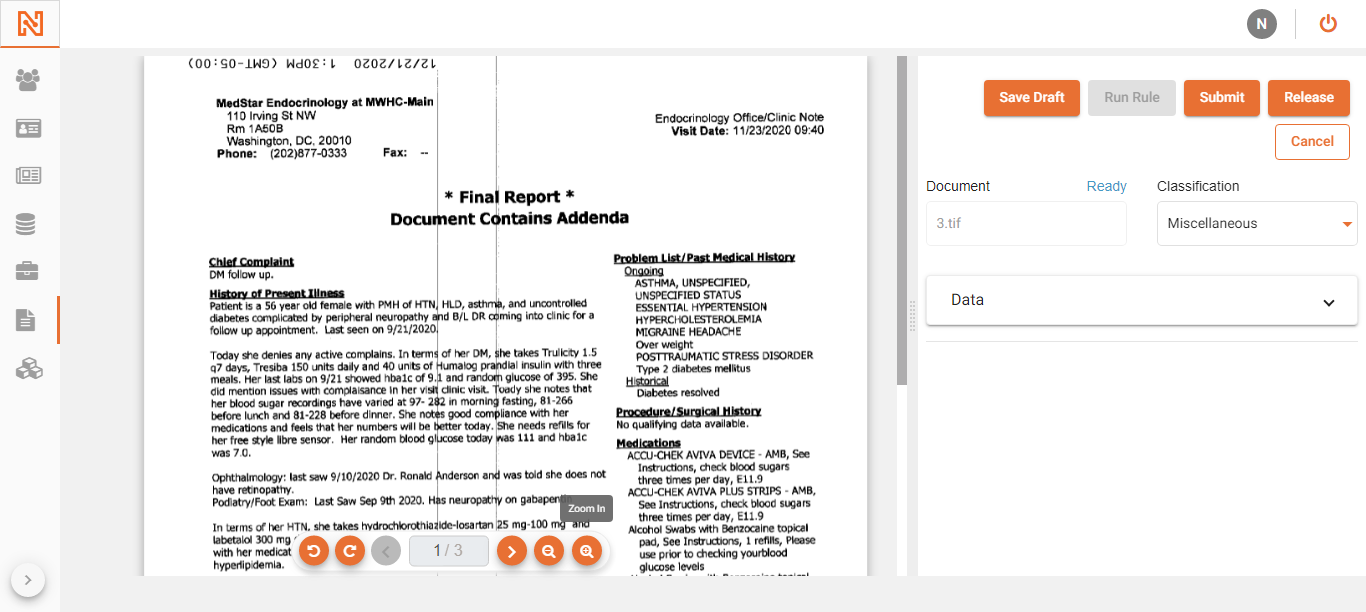 N
12/21/2020 1:30PM (GMT-05:00)
MedStar Endocrinology at MWHC-Main
110 Irving St NW
Rm 1A50B
Washington, DC, 20010
Phone: (202)877-0333 Fax: --
Endocrinology Office/Clinic Note
Visit Date: 11/23/2020 09:40
* Final Report *
Document Contains Addenda
Chief Complaint
DM follow up.
History of Present Illness
Patient is a 56 year old female with PMH of HTN, HLD, asthma, and uncontrolled
diabetes complicated by peripheral neuropathy and B/L DR coming into clinic for a
follow up appointment. Last seen on 9/21/2020.
Today she denies any active complains. In terms of her DM, she takes Trulicity 1.5
q7 days, Tresiba 150 units daily and 40 units of Humalog prandial insulin with three
meals. Her last labs on 9/21 showed hba1c of 9.1 and random glucose of 395. She
did mention issues with complaisance in her visit clinic visit. Toady she notes that
her blood sugar recordings have varied at 97- 282 in morning fasting, 81-266
before lunch and 81-228 before dinner. She notes good compliance with her
medications and feels that her numbers will be better today. She needs refills for
her free style libre sensor. Her random blood glucose today was 111 and hba1c
was 7.0.
Ophthalmology: last saw 9/10/2020 Dr. Ronald Anderson and was told she does not
have retinopathy.
Podiatry/Foot Exam: Last Saw Sep 9th 2020. Has neuropathy on
In terms of her HTN, she takes hydrochlorothiazide-losartan 25 mg-100 mg and
labetalol 300 mg
with her medicat
hyperlipidemia.
Problem List/Past Medical History
Ongoing
ASTHMA, UNSPECIFIED,
UNSPECIFIED STATUS
ESSENTIAL HYPERTENSION
HYPERCHOLESTEROLEMIA
MIGRAINE HEADACHE
Over weight
POSTTRAUMATIC STRESS DISORDER
Type 2 diabetes mellitus
Historical
Diabetes resolved
Procedure/Surgical History
No qualifying data available.
Medications
ACCU-CHEK AVIVA DEVICE - AMB, See
Instructions, check blood sugars
three times per day, E11.9
ACCU-CHEK AVIVA PLUS STRIPS - AMB,
See Instructions, check blood sugars
three times per day, E11.9
Alcohol Swabs with Benzocaine topical
pad, See Instructions, 1 refills, Please
use prior to checking yourblood
glucose levels
Zoom In
1 / 3
N
Save Draft
Run Rule
Submit
Release
Cancel
Document Ready
3.tif
Classification
Miscellaneous
Data